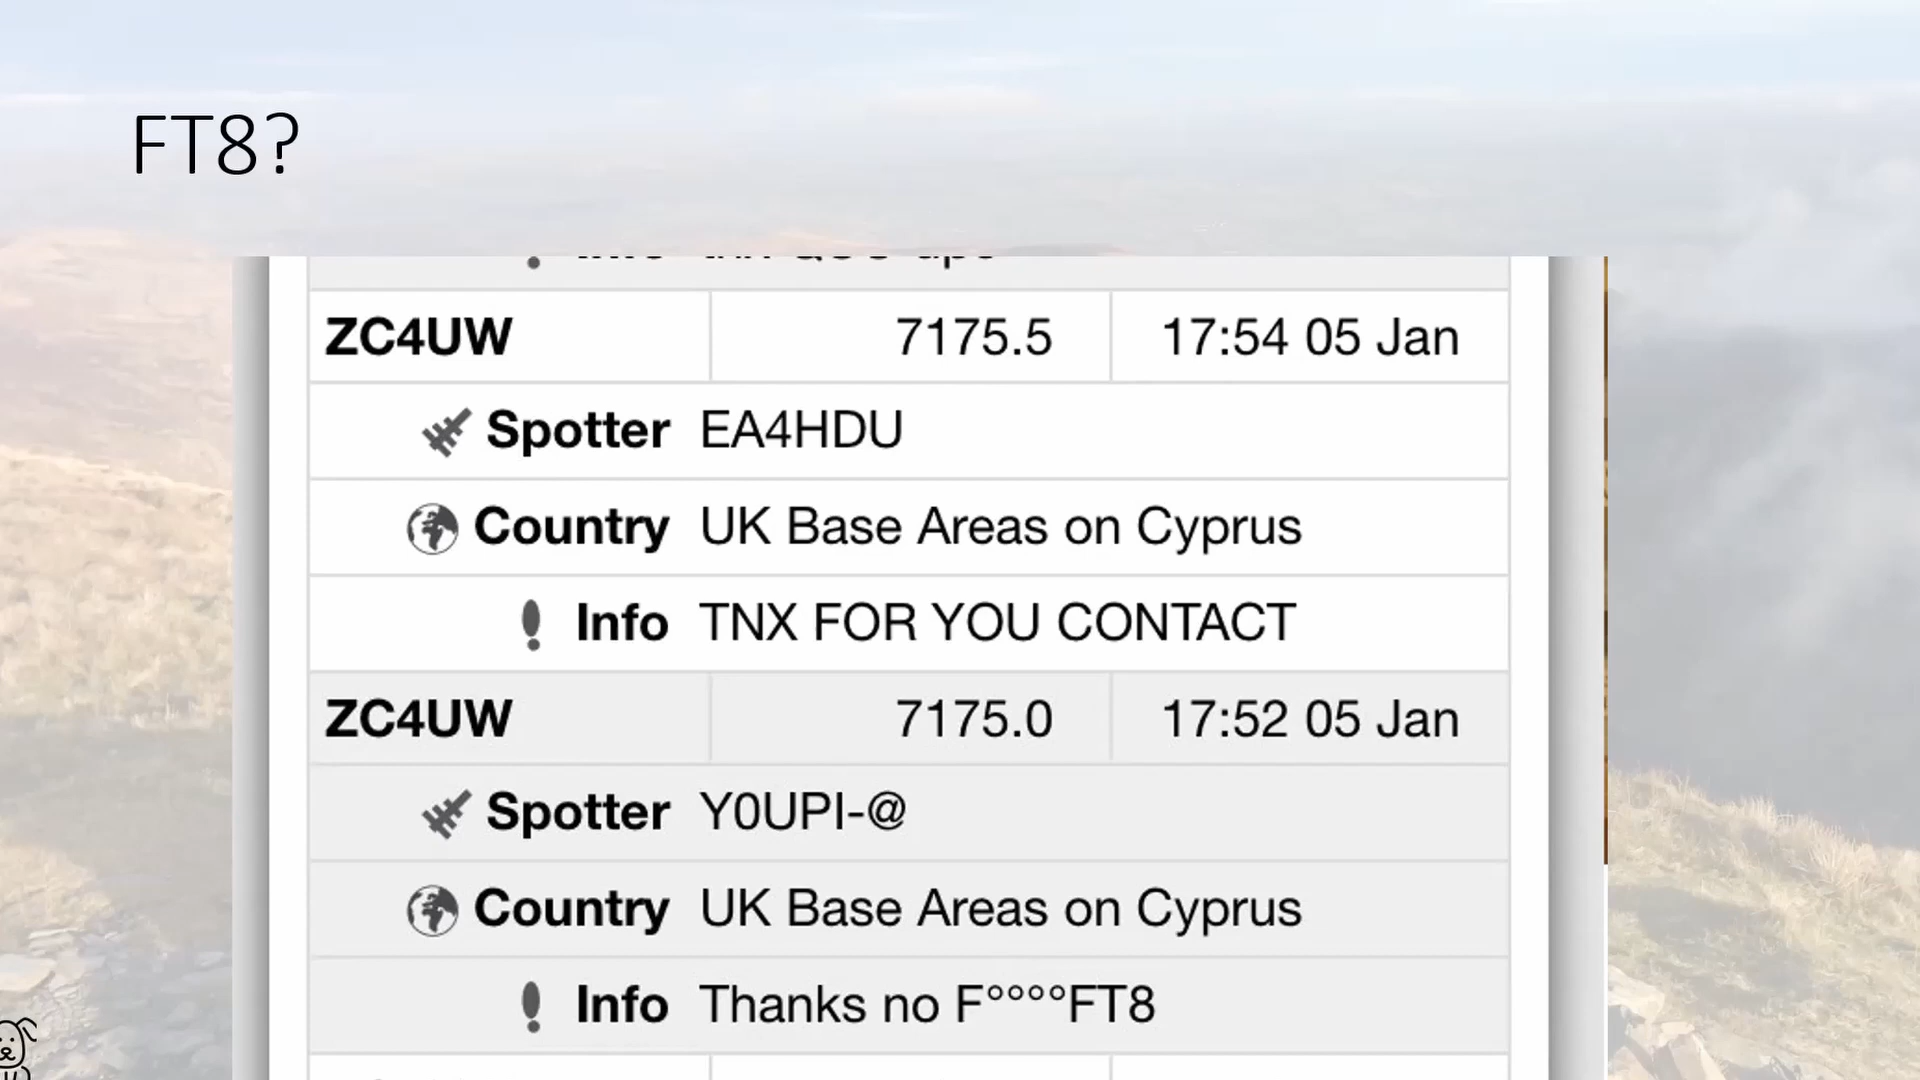 FT8?
ZC4UW 7175.5 17:54 05 Jan
Spotter EA4HDU
Country UK Base Areas on Cyprus
Info TNX FOR YOU CONTACT
ZC4UW 7175.0 17:52 05 Jan
Spotter Y0UPI-@
Country UK Base Areas on Cyprus
Info Thanks no F°°°°FT8